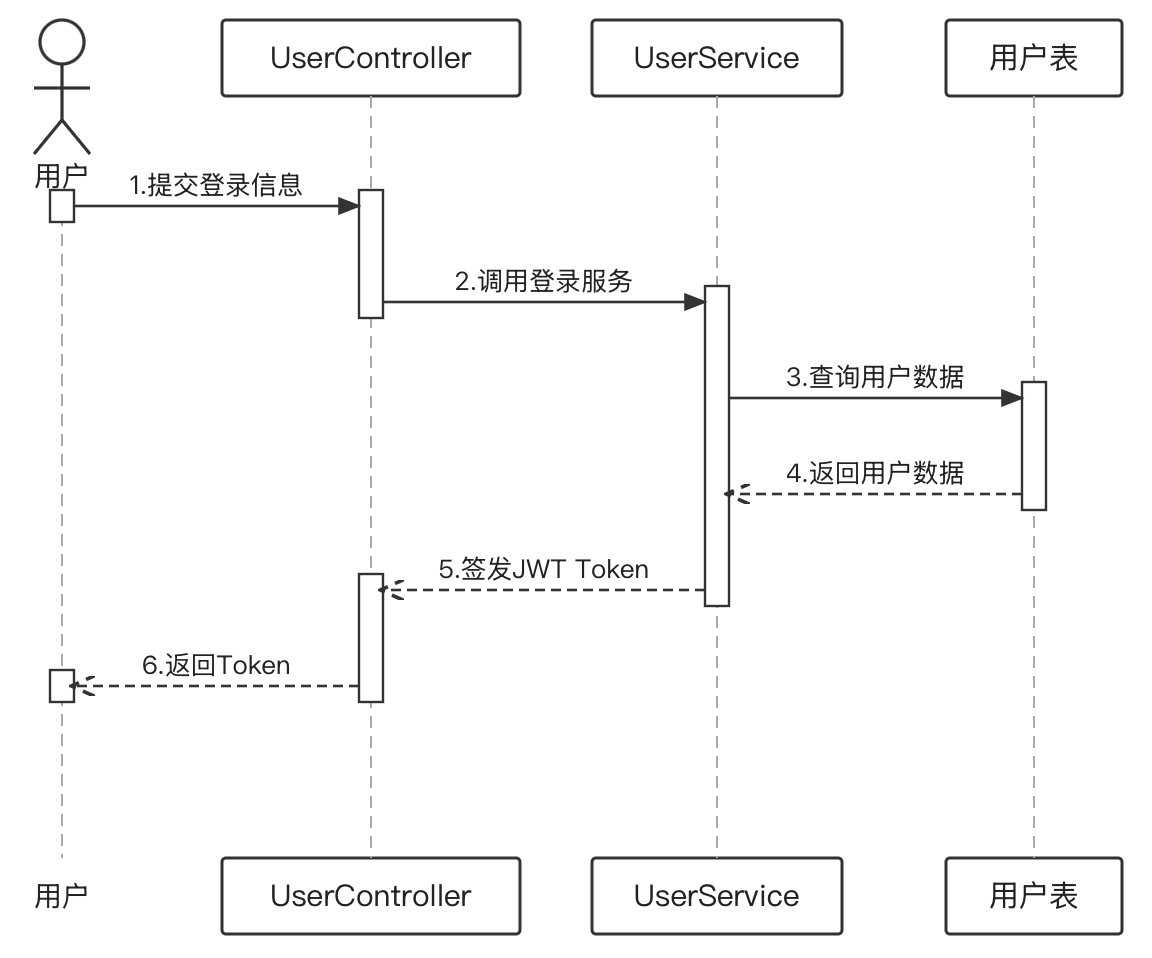 UserController
UserService
用户表
用户
1.提交登录信息
2.调用登录服务
3.查询用户数据
4.返回用户数据
5.签发JWT Token
6.返回Token
用户
UserController
UserService
用户表